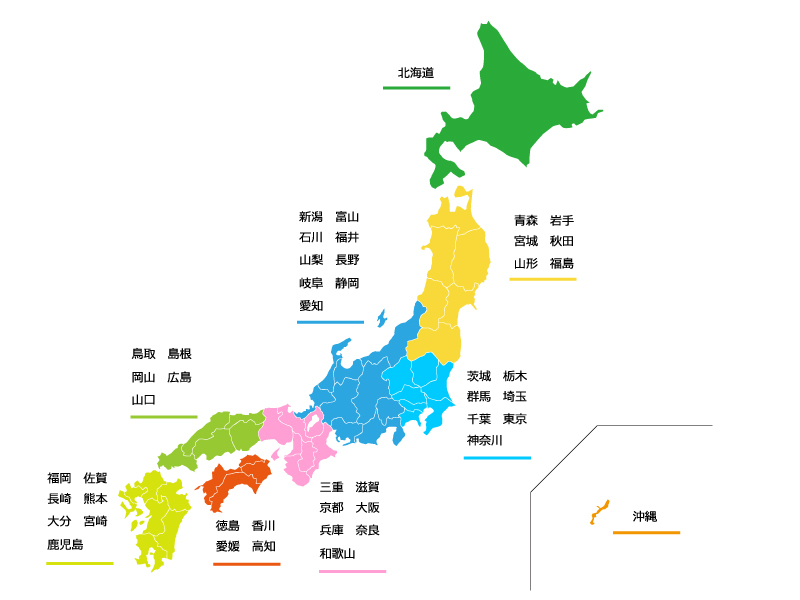 北海道
青森 岩手
宮城 秋田
山形 福島
新潟 富山
石川 福井
山梨 長野
岐阜 静岡
愛知
茨城 栃木
群馬 埼玉
千葉 東京
神奈川
鳥取 島根
岡山 広島
山口
三重 滋賀
京都 大阪
兵庫 奈良
和歌山
福岡 佐賀
長崎 熊本
大分 宮崎
鹿児島
徳島 香川
愛媛 高知
沖縄